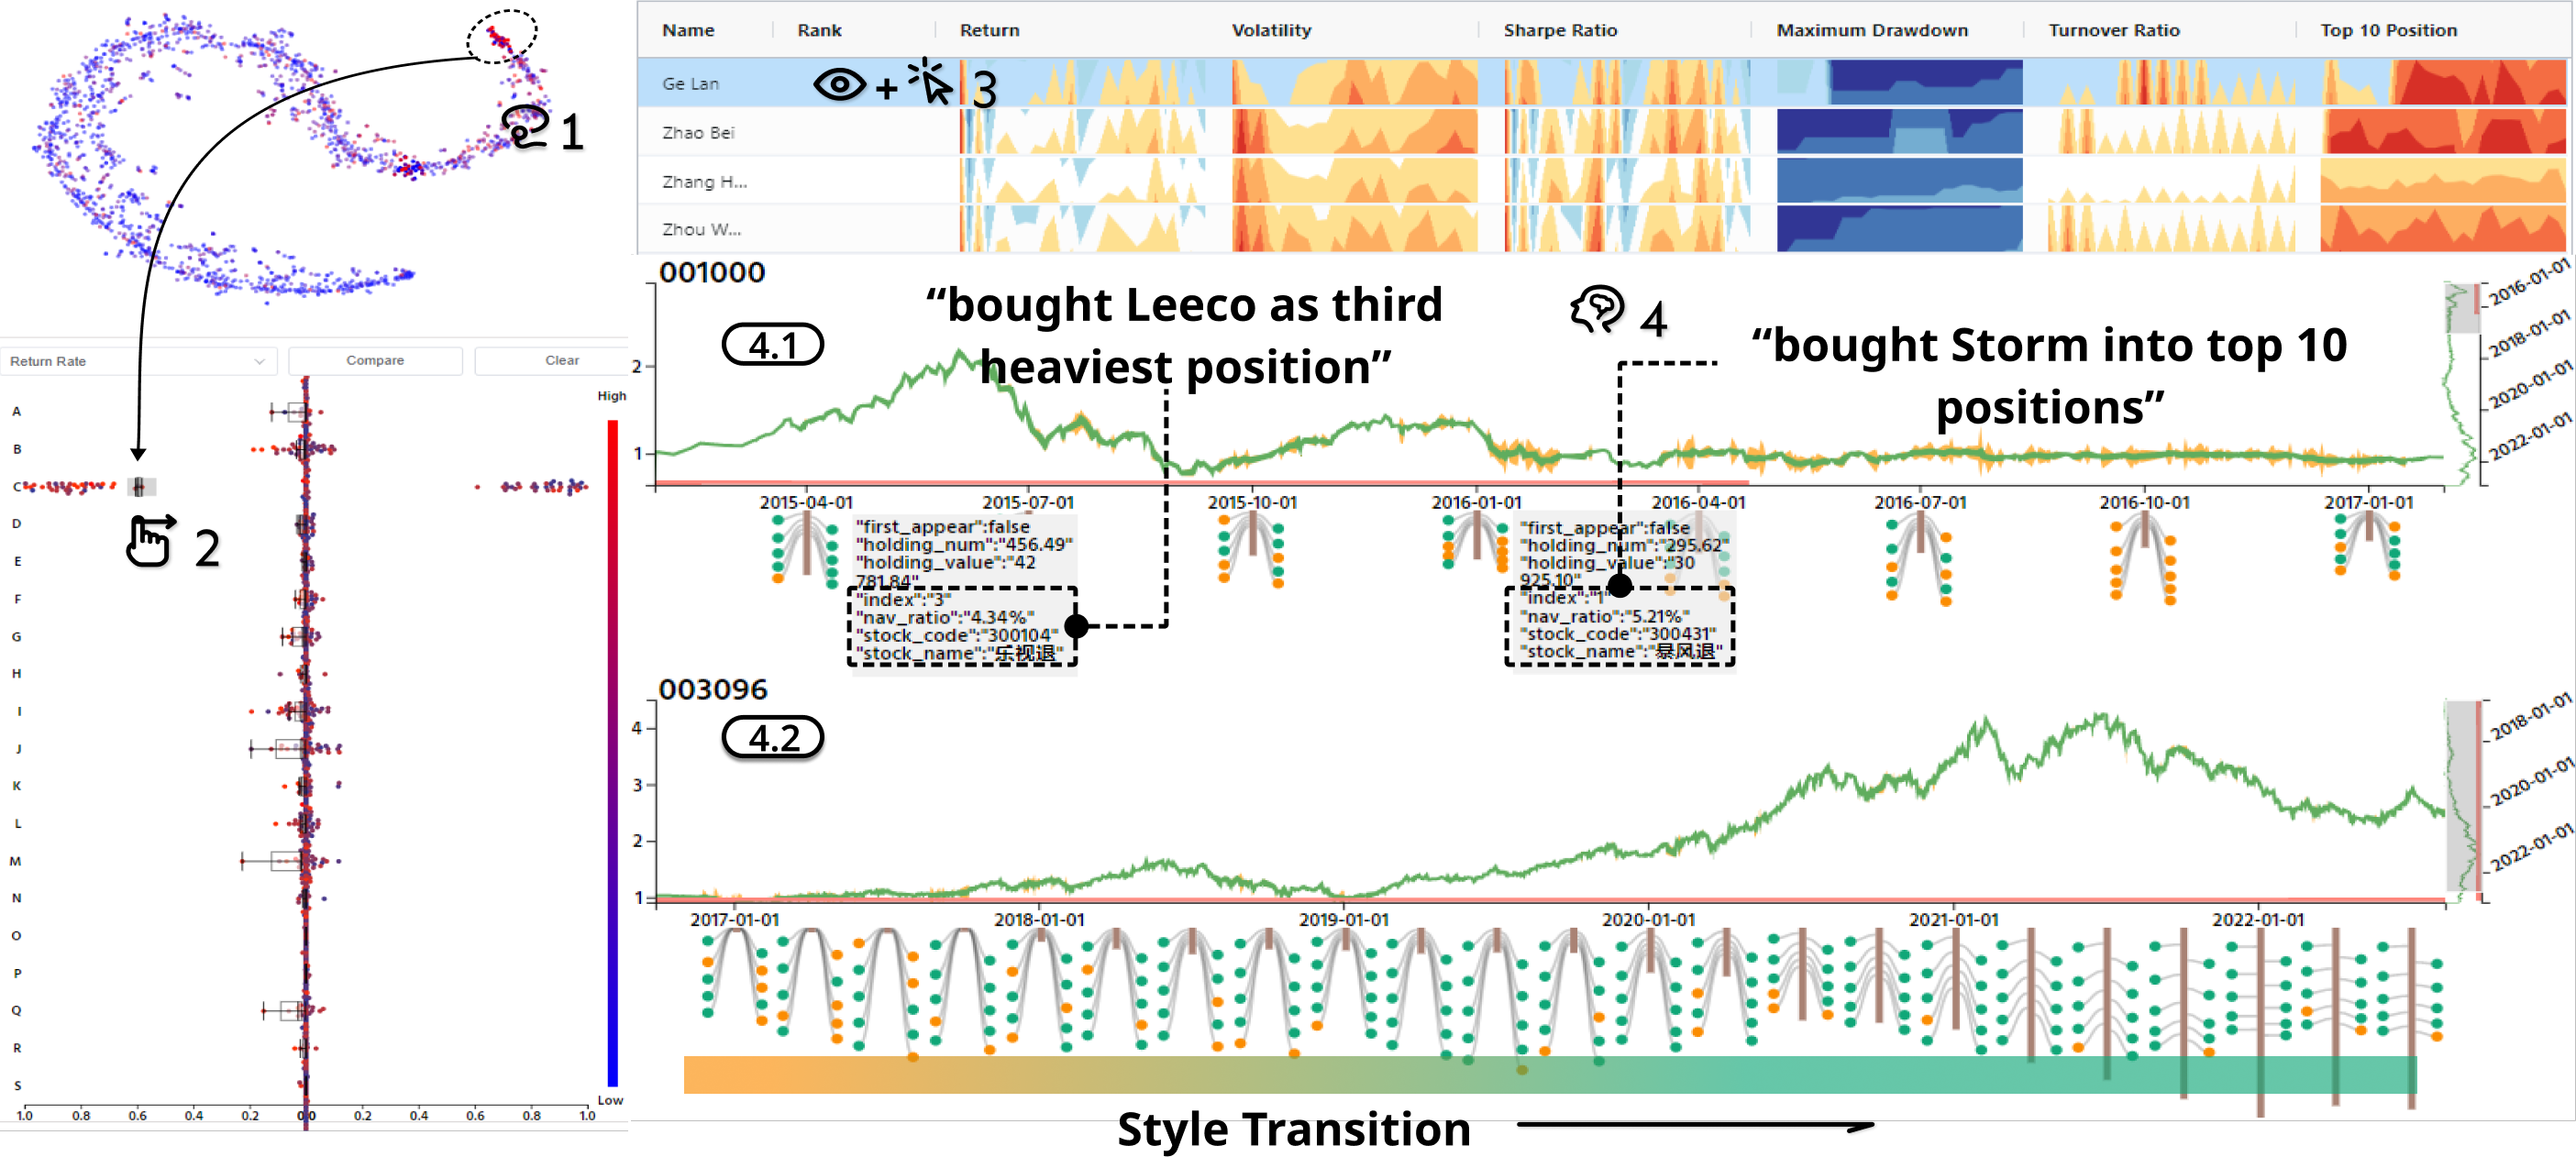 1
Return Rate
Compare
Clear
High
A
B
C
D
E
F
G
H
I
J
K
L
M
N
O
P
Q
R
S
2
1.0 0.8 0.6 0.4 0.2 0.0 0.2 0.4 0.6 0.8 1.0
Low
Name Rank Return Volatility Sharpe Ratio Maximum Drawdown Turnover Ratio Top 10 Position
Ge Lan
+ 3
Zhao Bei
Zhang H...
Zhou W...
001000
4.1
“bought Leeco as third
heaviest position”
4
“bought Storm into top 10
positions”
2
1
2015-04-01 2015-07-01 2015-10-01 2016-01-01 2016-04-01 2016-07-01 2016-10-01 2017-01-01
2016-01-01
2018-01-01
2020-01-01
2022-01-01
"first_appear":false
"holding_num":"456.49"
"holding_value":"42
781.84"
"index":"3"
"nav_ratio":"4.34%"
"stock_code":"300104"
"stock_name":"乐视退"
"first_appear":false
"holding_num":"295.62"
"holding_value":"30
925.10"
"index":"1"
"nav_ratio":"5.21%"
"stock_code":"300431"
"stock_name":"暴风退"
003096
4.2
4
3
2
1
2017-01-01 2018-01-01 2019-01-01 2020-01-01 2021-01-01 2022-01-01
2018-01-01
2020-01-01
2022-01-01
Style Transition